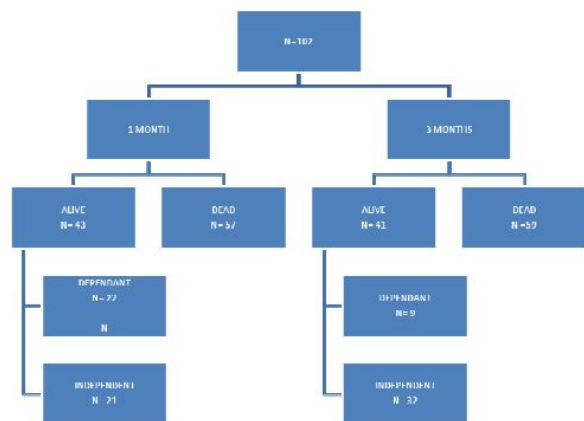 N=102
1 MONTH
3 MONTHS
ALIVE
N= 43
DEAD
N= 57
ALIVE
N= 41
DEAD
N =59
DEPENDANT
N= 22
N
DEPENDANT
N= 9
INDEPENDENT
N 21
INDEPENDENT
N 32